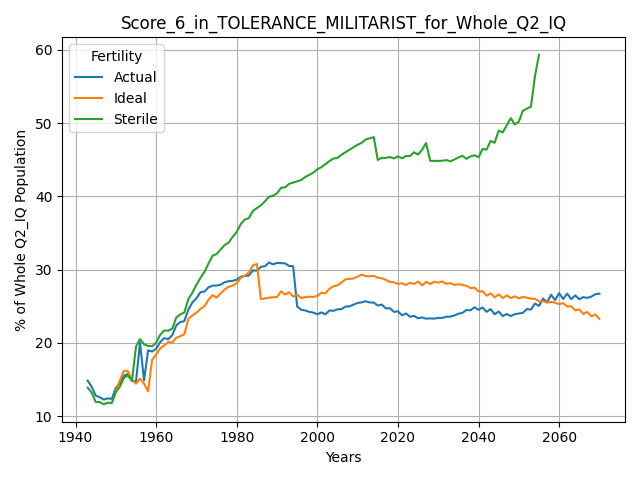 Score_6_in_TOLERANCE_MILITARIST_for_Whole_Q2_IQ
Fertility
Actual
Ideal
Sterile
% of Whole Q2_IQ Population
60
50
40
30
20
10
1940 1960 1980 2000 2020 2040 2060
Years